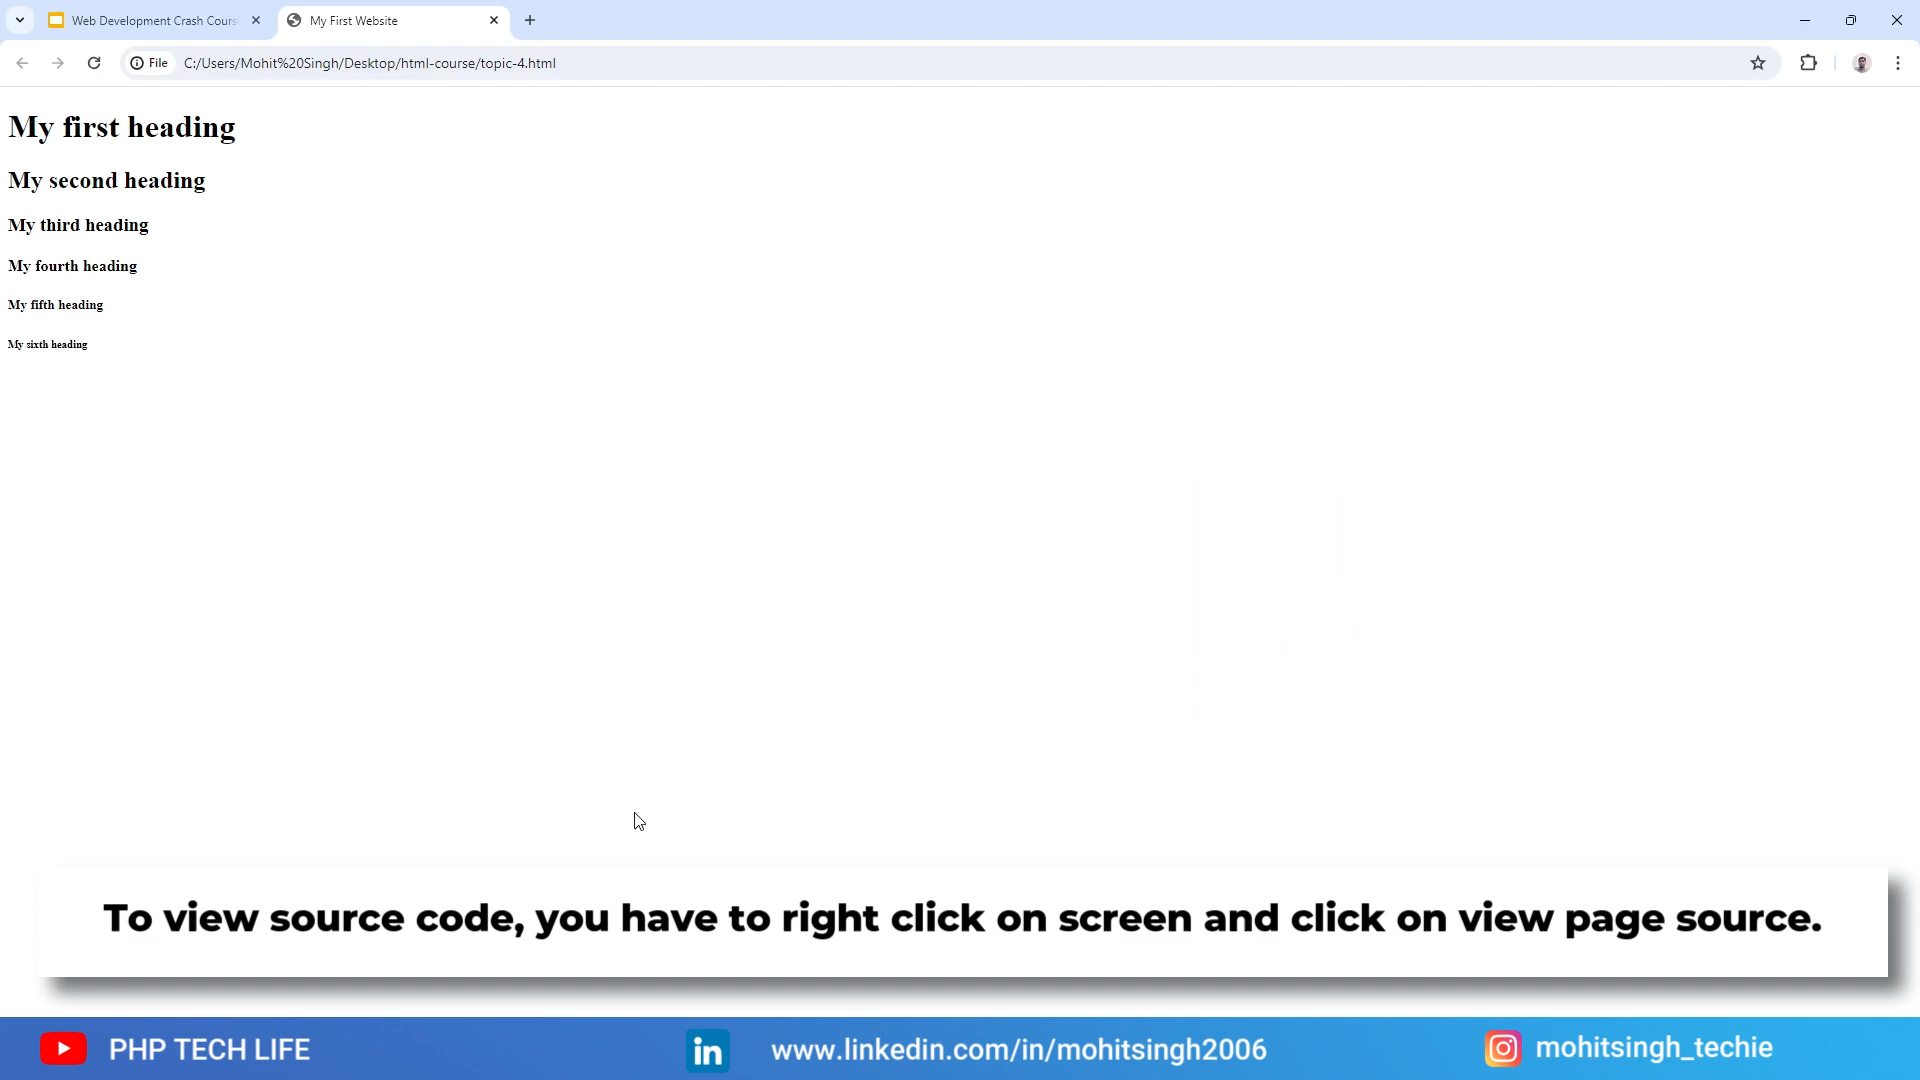 Web Development Crash Cours
My First Website
File
C:/Users/Mohit%20Singh/Desktop/html-course/topic-4.html
My first heading
My second heading
My third heading
My fourth heading
My fifth heading
My sixth heading
To view source code, you have to right click on screen and click on view page source.
PHP TECH LIFE
in
www.linkedin.com/in/mohitsingh2006
mohitsingh_techie